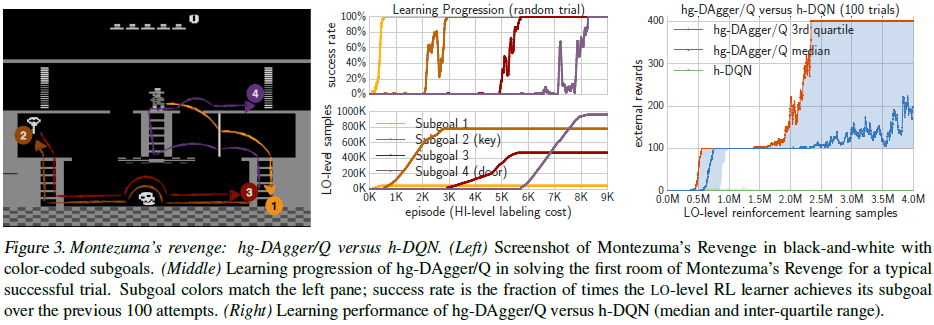 Learning Progression (random trial)
success rate
100%
80%
60%
40%
20%
0%
LO-level samples
1000K
800K
600K
400K
200K
0K
Subgoal 1
Subgoal 2 (key)
Subgoal 3
Subgoal 4 (door)
0K 1K 2K 3K 4K 5K 6K 7K 8K 9K
episode (HI-level labeling cost)
hg-DAgger/Q versus h-DQN (100 trials)
external rewards
400
300
200
100
0
hg-DAgger/Q 3rd quartile
hg-DAgger/Q median
h-DQN
0.0M 0.5M 1.0M 1.5M 2.0M 2.5M 3.0M 3.5M 4.0M
LO-level reinforcement learning samples
4
2
3
1
Figure 3. Montezuma's revenge: hg-DAgger/Q versus h-DQN. (Left) Screenshot of Montezuma's Revenge in black-and-white with
color-coded subgoals. (Middle) Learning progression of hg-DAgger/Q in solving the first room of Montezuma's Revenge for a typical
successful trial. Subgoal colors match the left pane; success rate is the fraction of times the LO-level RL learner achieves its subgoal
over the previous 100 attempts. (Right) Learning performance of hg-DAgger/Q versus h-DQN (median and inter-quartile range).